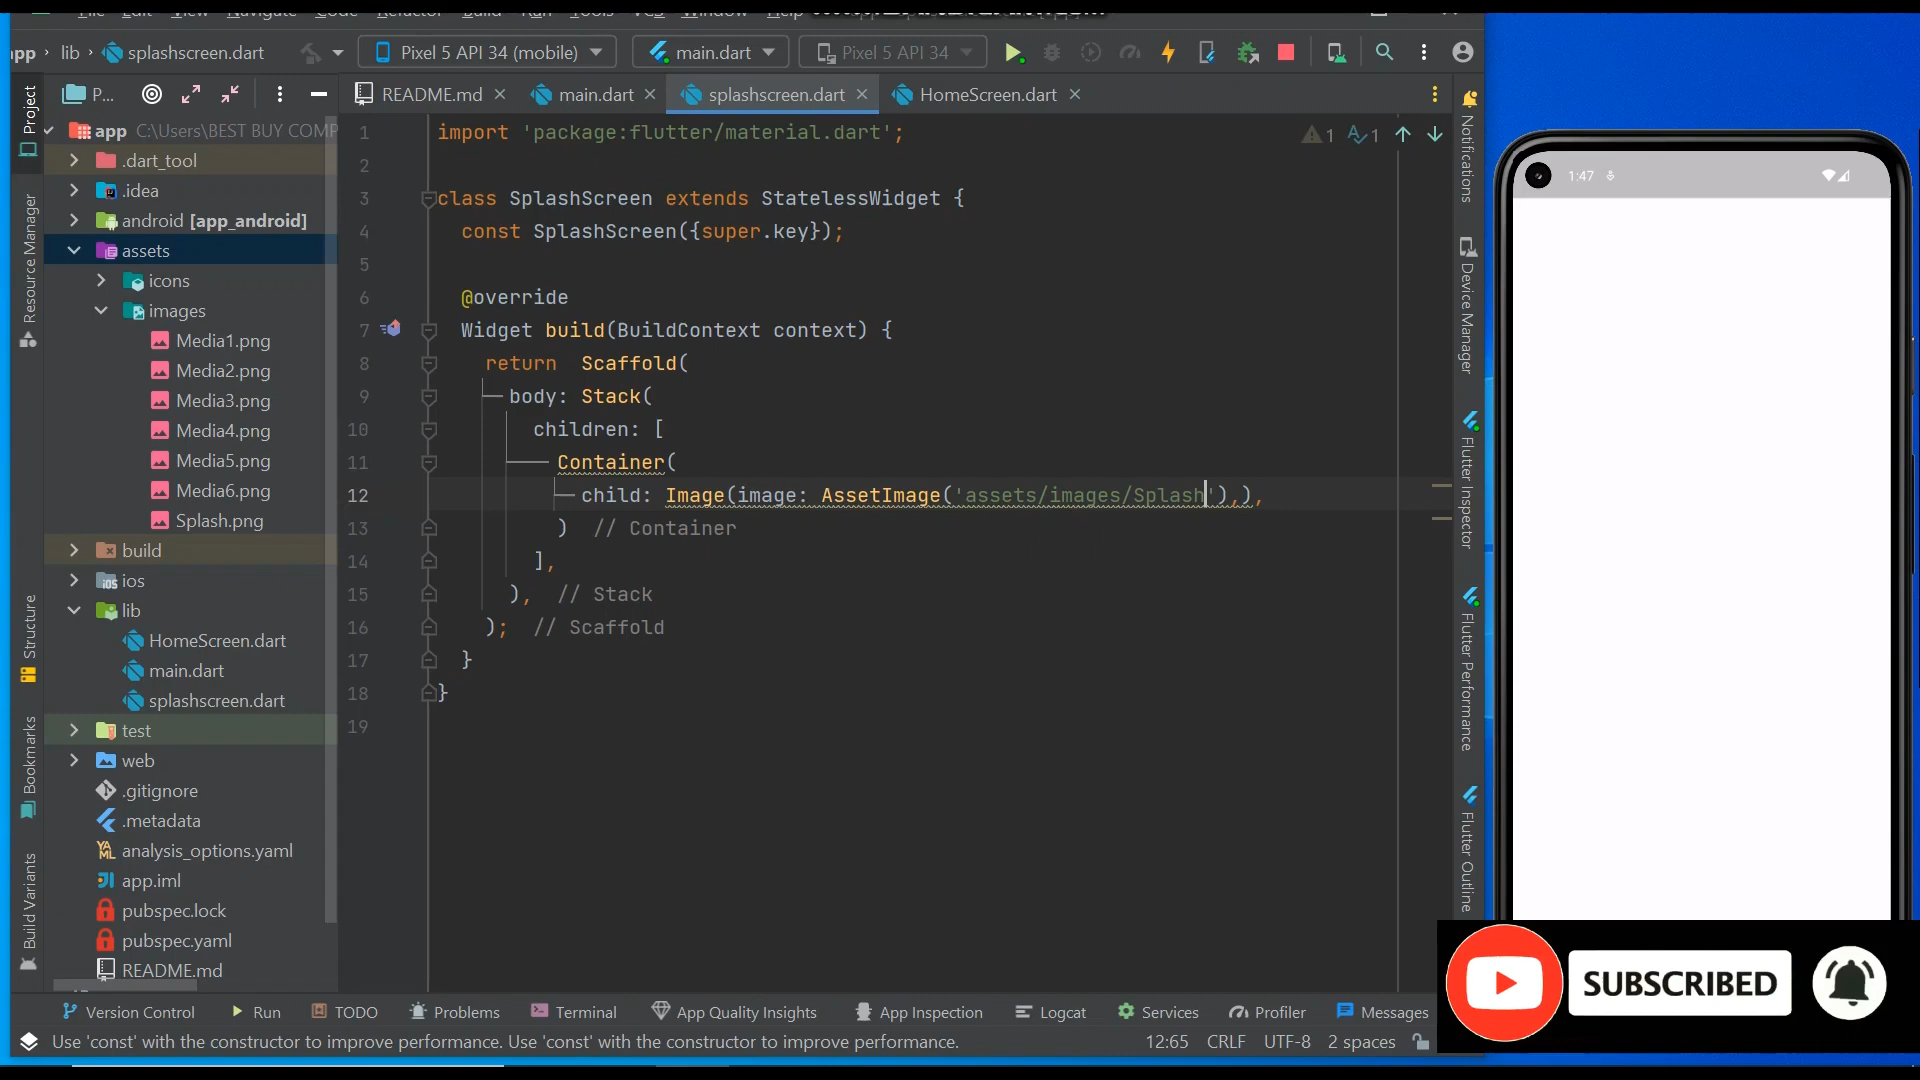 app
lib
splashscreen.dart
Pixel 5 API 34 (mobile)
main.dart
Pixel 5 API 34
P...
README.md
main.dart
splashscreen.dart
HomeScreen.dart
Project
Resource Manager
Structure
Bookmarks
Build Variants
app C:\Users\BEST BUY COMP
.dart_tool
.idea
android [app_android]
assets
icons
images
Media1.png
Media2.png
Media3.png
Media4.png
Media5.png
Media6.png
Splash.png
build
ios
lib
HomeScreen.dart
main.dart
splashscreen.dart
test
web
.gitignore
.metadata
analysis_options.yaml
app.iml
pubspec.lock
pubspec.yaml
README.md
1 import 'package:flutter/material.dart';
2
3 class SplashScreen extends StatelessWidget {
4 const SplashScreen({super.key});
5
6 @override
7 Widget build(BuildContext context) {
8 return  Scaffold(
9 body: Stack(
10 children: [
11 Container(
12 child: Image(image: AssetImage('assets/images/Splash'),),
13 ) // Container
14 ],
15 ), // Stack
16 ); // Scaffold
17 }
18 }
19
1 1
Notifications
Device Manager
Flutter Inspector
Flutter Performance
Flutter Outline
1:47
SUBSCRIBED
Version Control Run TODO Problems Terminal App Quality Insights App Inspection Logcat Services Profiler Messages
Use 'const' with the constructor to improve performance. Use 'const' with the constructor to improve performance.
12:65 CRLF UTF-8 2 spaces